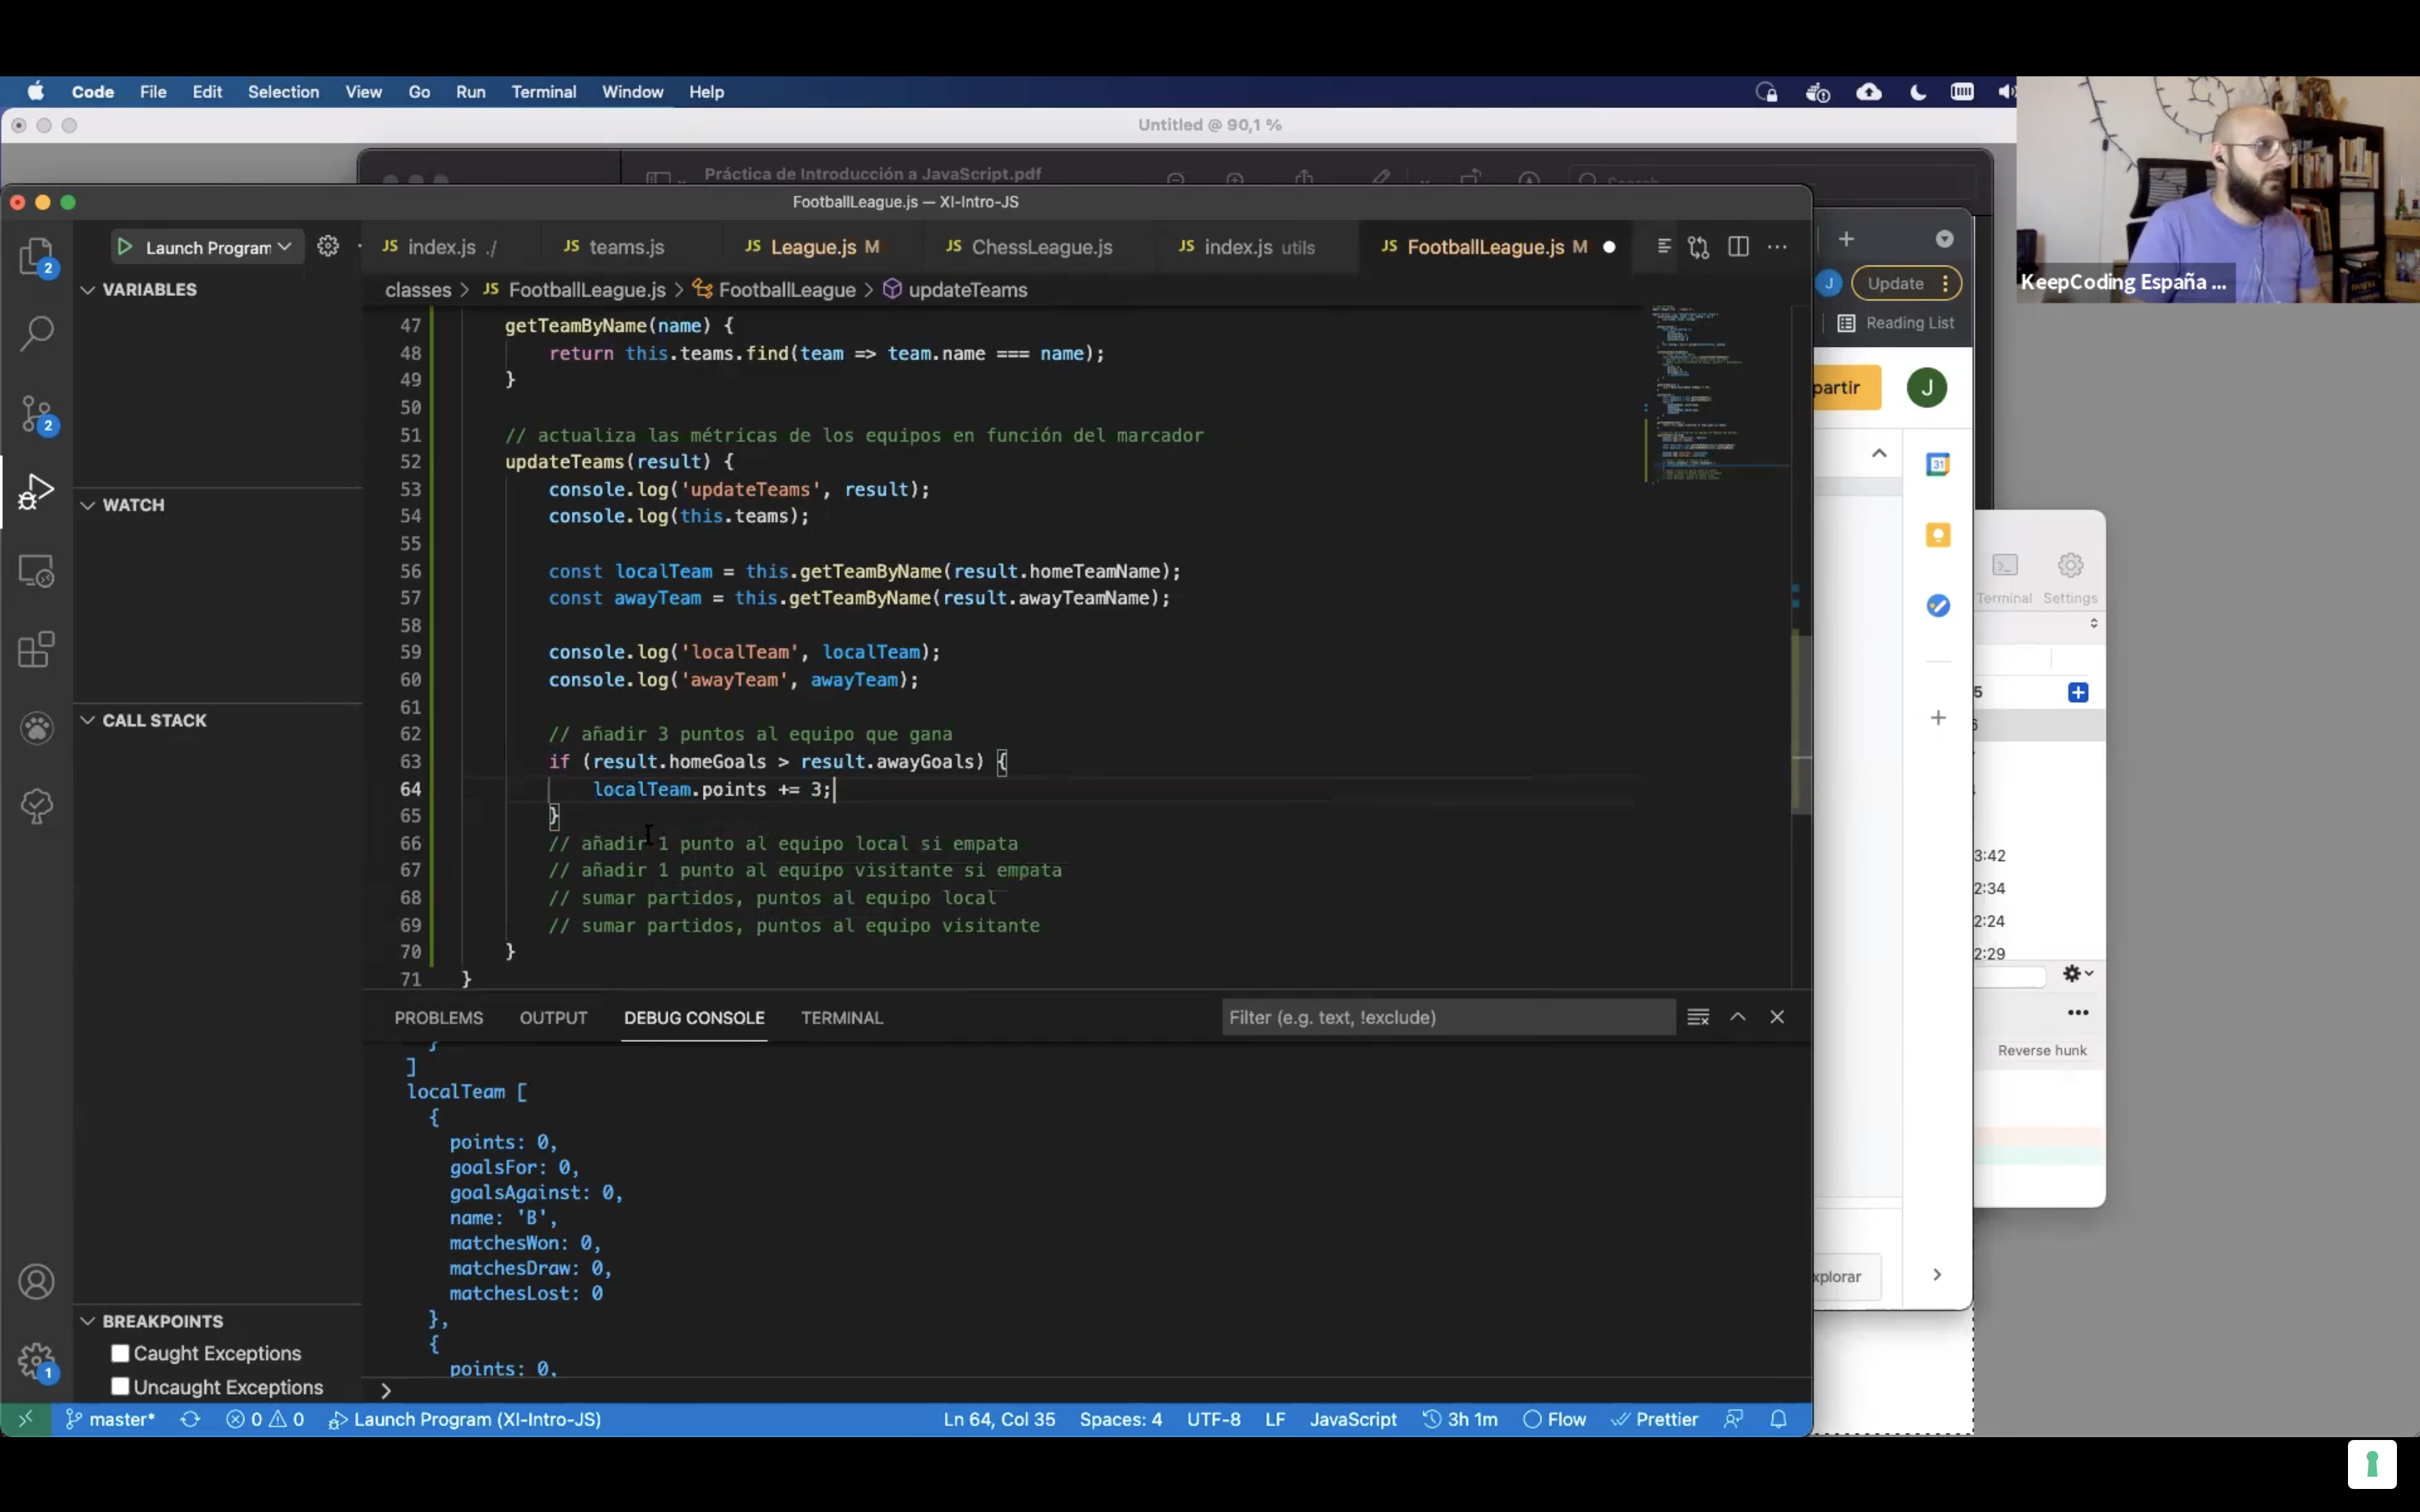 Code File Edit Selection View Go Run Terminal Window Help
Untitled @ 90,1 %
Práctica de Introducción a JavaScript.pdf
Search
KeepCoding España ...
FootballLeague.js — XI-Intro-JS
Launch Program
JS index.js ./ JS teams.js JS League.js M JS ChessLeague.js JS index.js utils JS FootballLeague.js M
classes > JS FootballLeague.js > FootballLeague > updateTeams
VARIABLES
WATCH
CALL STACK
BREAKPOINTS
Caught Exceptions
Uncaught Exceptions
47 getTeamByName(name) {
48 return this.teams.find(team => team.name === name);
49 }
50
51 // actualiza las métricas de los equipos en función del marcador
52 updateTeams(result) {
53 console.log('updateTeams', result);
54 console.log(this.teams);
55
56 const localTeam = this.getTeamByName(result.homeTeamName);
57 const awayTeam = this.getTeamByName(result.awayTeamName);
58
59 console.log('localTeam', localTeam);
60 console.log('awayTeam', awayTeam);
61
62 // añadir 3 puntos al equipo que gana
63 if (result.homeGoals > result.awayGoals) {
64 localTeam.points += 3;
65 }
66 // añadir 1 punto al equipo local si empata
67 // añadir 1 punto al equipo visitante si empata
68 // sumar partidos, puntos al equipo local
69 // sumar partidos, puntos al equipo visitante
70 }
71 }
PROBLEMS OUTPUT DEBUG CONSOLE TERMINAL
Filter (e.g. text, !exclude)
}
]
localTeam [
{
points: 0,
goalsFor: 0,
goalsAgainst: 0,
name: 'B',
matchesWon: 0,
matchesDraw: 0,
matchesLost: 0
},
{
points: 0,
>
2
2
1
master* 0 0 Launch Program (XI-Intro-JS) Ln 64, Col 35 Spaces: 4 UTF-8 LF JavaScript 3h 1m Flow Prettier
J Update
Reading List
partir J
31
xplorar
Terminal Settings
5
6
3:42
2:34
2:24
2:29
Reverse hunk